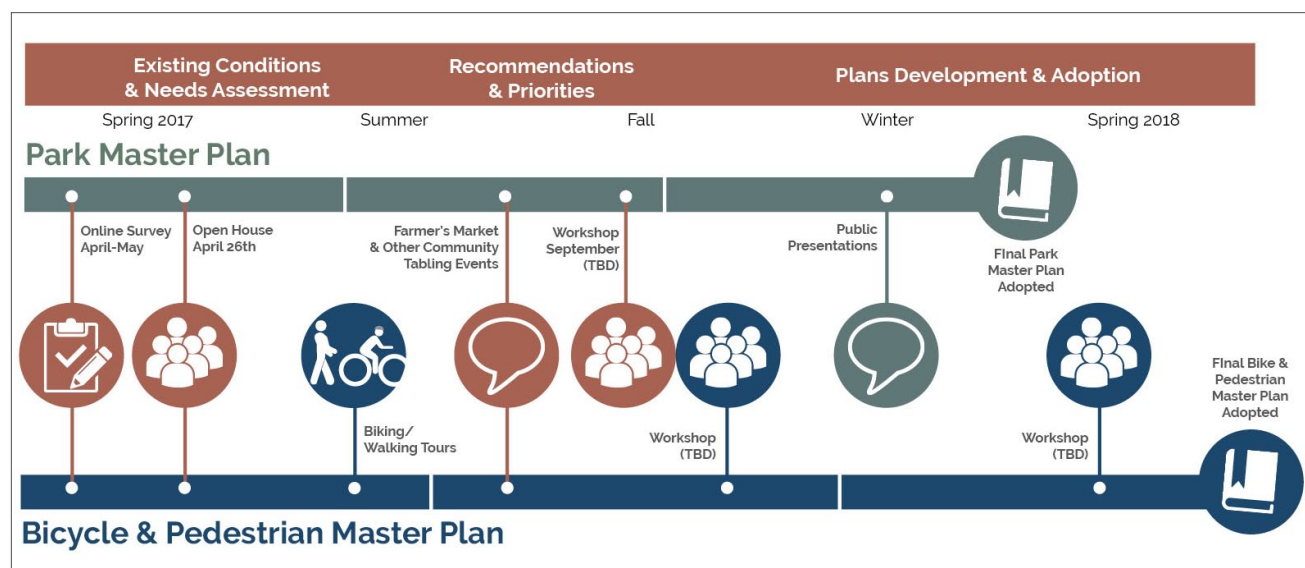 Existing Conditions
& Needs Assessment
Recommendations
& Priorities
Plans Development & Adoption
Spring 2017
Summer
Fall
Winter
Spring 2018
Park Master Plan
Online Survey
April-May
Open House
April 26th
Farmer's Market
& Other Community
Tabling Events
Workshop
September
(TBD)
Public
Presentations
FInal Park
Master Plan
Adopted
Biking/
Walking Tours
Workshop
(TBD)
Workshop
(TBD)
FInal Bike &
Pedestrian
Master Plan
Adopted
Bicycle & Pedestrian Master Plan